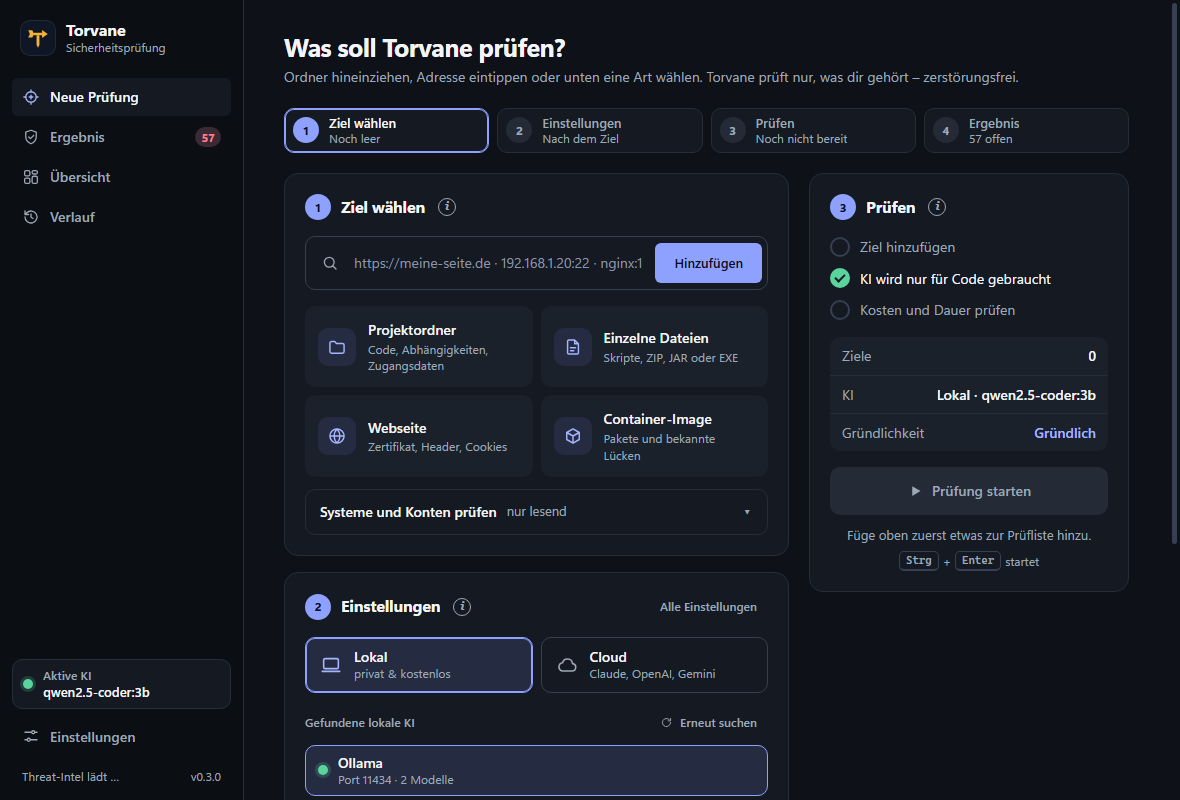 Torvane
Sicherheitsprüfung
Neue Prüfung
Ergebnis 57
Übersicht
Verlauf
Aktive KI
qwen2.5-coder:3b
Einstellungen
Threat-Intel lädt ... v0.3.0
Was soll Torvane prüfen?
Ordner hineinziehen, Adresse eintippen oder unten eine Art wählen. Torvane prüft nur, was dir gehört – zerstörungsfrei.
1 Ziel wählen
Noch leer
2 Einstellungen
Nach dem Ziel
3 Prüfen
Noch nicht bereit
4 Ergebnis
57 offen
1 Ziel wählen i
https://meine-seite.de · 192.168.1.20:22 · nginx:1 Hinzufügen
Projektordner
Code, Abhängigkeiten,
Zugangsdaten
Einzelne Dateien
Skripte, ZIP, JAR oder EXE
Webseite
Zertifikat, Header, Cookies
Container-Image
Pakete und bekannte
Lücken
Systeme und Konten prüfen nur lesend
2 Einstellungen i Alle Einstellungen
Lokal
privat & kostenlos
Cloud
Claude, OpenAI, Gemini
Gefundene lokale KI Erneut suchen
Ollama
Port 11434 · 2 Modelle
3 Prüfen i
Ziel hinzufügen
KI wird nur für Code gebraucht
Kosten und Dauer prüfen
Ziele 0
KI Lokal · qwen2.5-coder:3b
Gründlichkeit Gründlich
Prüfung starten
Füge oben zuerst etwas zur Prüfliste hinzu.
Strg + Enter startet